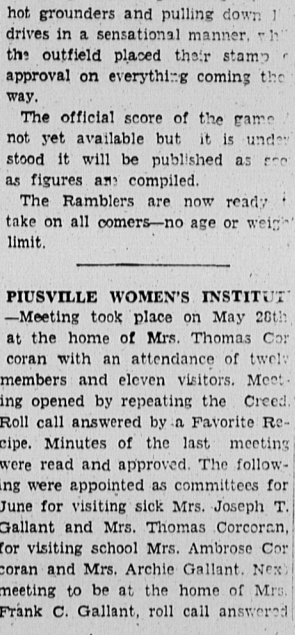 hot grounders and pulling down
drives in a sensational manner,
the outfield placed their stamp
approval on everything coming the
way.
The official score of the game
not yet available but it is under
stood it will be published as
as figures are compiled.
The Ramblers are now ready
take on all comers—no age or weigh
limit.
PIUSVILLE WOMEN'S INSTITUT
—Meeting took place on May 26th
at the home of Mrs. Thomas Cor
coran with an attendance of twelv
members and eleven visitors. Meet-
ing opened by repeating the Creed.
Roll call answered by a Favorite Re-
cipe. Minutes of the last meeting
were read and approved. The follow-
ing were appointed as committees for
June for visiting sick Mrs. Joseph T.
Gallant and Mrs. Thomas Corcoran,
for visiting school Mrs. Ambrose Cor
coran and Mrs. Archie Gallant. Next
meeting to be at the home of Mrs.
Frank C. Gallant, roll call answered